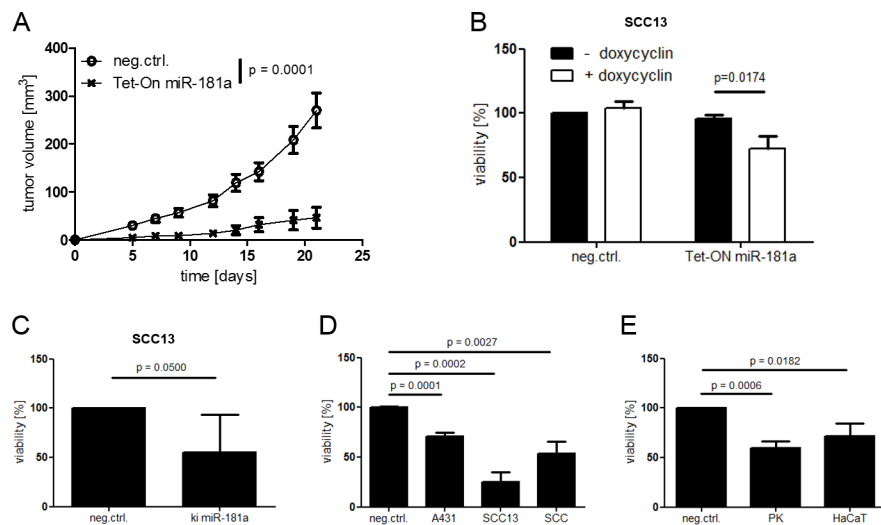 A
neg.ctrl.
Tet-On miR-181a
p = 0.0001
tumor volume [mm³]
400
300
200
100
0
0 5 10 15 20 25
time [days]
B
SCC13
- doxycyclin
+ doxycyclin
p=0.0174
viability [%]
150
100
50
0
neg.ctrl. Tet-ON miR-181a
C
SCC13
p = 0.0500
viability [%]
150
100
50
0
neg.ctrl. ki miR-181a
D
p = 0.0027
p = 0.0002
p = 0.0001
viability [%]
150
100
50
0
neg.ctrl. A431 SCC13 SCC
E
p = 0.0182
p = 0.0006
viability [%]
150
100
50
0
neg.ctrl. PK HaCaT